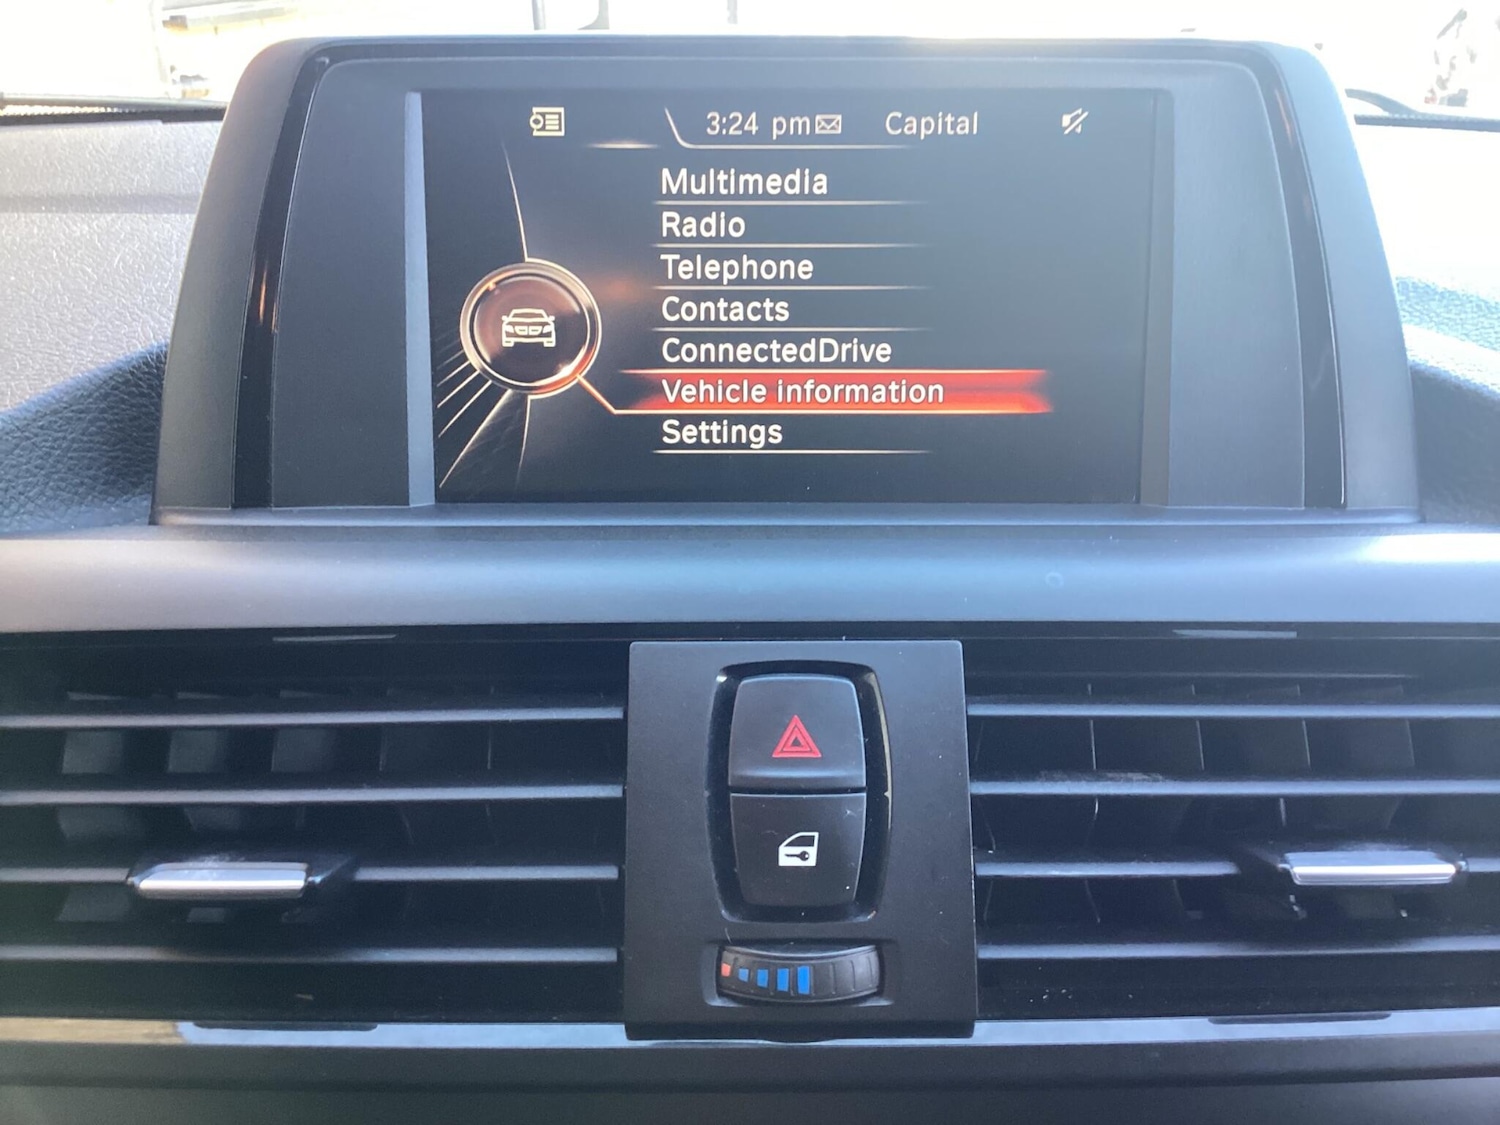 3:24 pm Capital
Multimedia
Radio
Telephone
Contacts
ConnectedDrive
Vehicle information
Settings